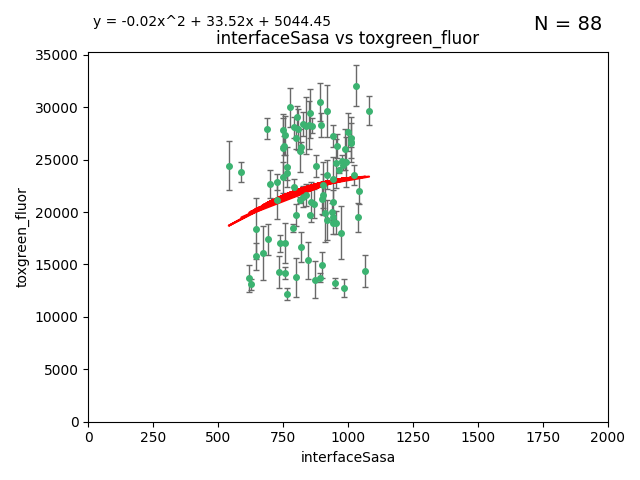 y = -0.02x^2 + 33.52x + 5044.45
N = 88
interfaceSasa vs toxgreen_fluor
35000
30000
25000
20000
15000
10000
5000
0
toxgreen_fluor
0 250 500 750 1000 1250 1500 1750 2000
interfaceSasa